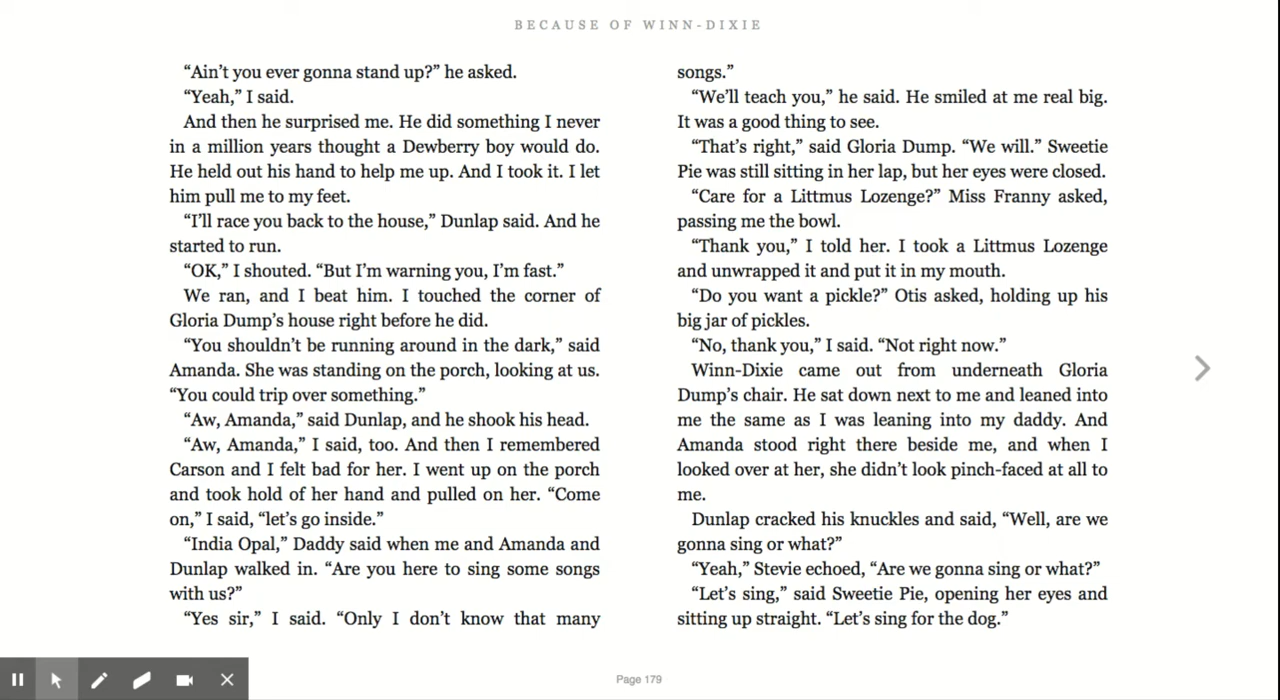 BECAUSE OF WINN-DIXIE
“Ain’t you ever gonna stand up?” he asked.
“Yeah,” I said.
And then he surprised me. He did something I never
in a million years thought a Dewberry boy would do.
He held out his hand to help me up. And I took it. I let
him pull me to my feet.
“I’ll race you back to the house,” Dunlap said. And he
started to run.
“OK,” I shouted. “But I’m warning you, I’m fast.”
We ran, and I beat him. I touched the corner of
Gloria Dump’s house right before he did.
“You shouldn’t be running around in the dark,” said
Amanda. She was standing on the porch, looking at us.
“You could trip over something.”
“Aw, Amanda,” said Dunlap, and he shook his head.
“Aw, Amanda,” I said, too. And then I remembered
Carson and I felt bad for her. I went up on the porch
and took hold of her hand and pulled on her. “Come
on,” I said, “let’s go inside.”
“India Opal,” Daddy said when me and Amanda and
Dunlap walked in. “Are you here to sing some songs
with us?”
“Yes sir,” I said. “Only I don’t know that many
songs.”
“We’ll teach you,” he said. He smiled at me real big.
It was a good thing to see.
“That’s right,” said Gloria Dump. “We will.” Sweetie
Pie was still sitting in her lap, but her eyes were closed.
“Care for a Littmus Lozenge?” Miss Franny asked,
passing me the bowl.
“Thank you,” I told her. I took a Littmus Lozenge
and unwrapped it and put it in my mouth.
“Do you want a pickle?” Otis asked, holding up his
big jar of pickles.
“No, thank you,” I said. “Not right now.”
Winn-Dixie came out from underneath Gloria
Dump’s chair. He sat down next to me and leaned into
me the same as I was leaning into my daddy. And
Amanda stood right there beside me, and when I
looked over at her, she didn’t look pinch-faced at all to
me.
Dunlap cracked his knuckles and said, “Well, are we
gonna sing or what?”
“Yeah,” Stevie echoed, “Are we gonna sing or what?”
“Let’s sing,” said Sweetie Pie, opening her eyes and
sitting up straight. “Let’s sing for the dog.”
Page 179